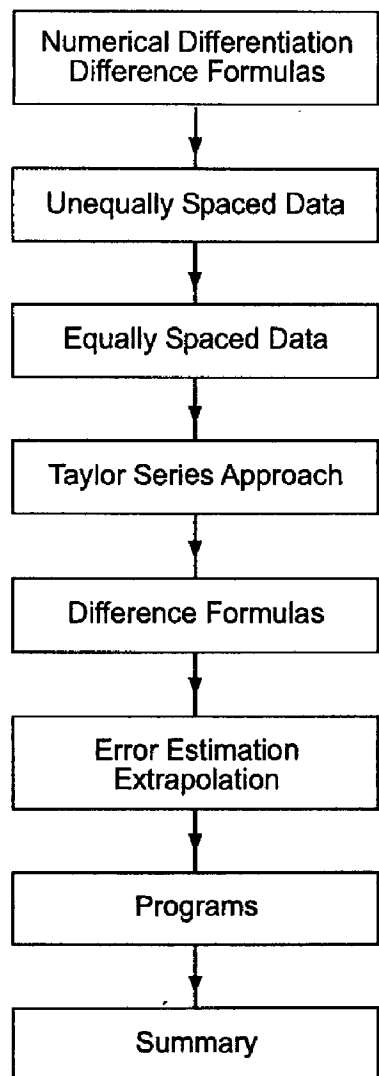 Numerical Differentiation
Difference Formulas
Unequally Spaced Data
Equally Spaced Data
Taylor Series Approach
Difference Formulas
Error Estimation
Extrapolation
Programs
Summary